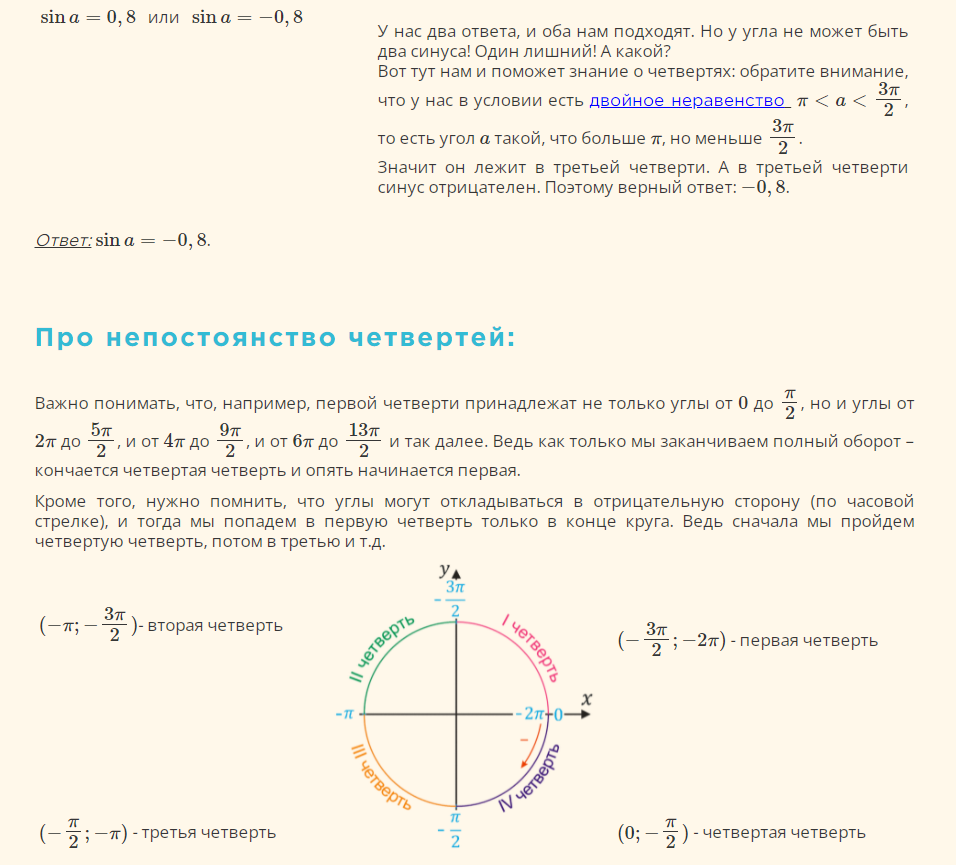 sin a = 0,8 или sin a = −0,8
У нас два ответа, и оба нам подходят. Но у угла не может быть
два синуса! Один лишний! А какой?
Вот тут нам и поможет знание о четвертях: обратите внимание,
что у нас в условии есть двойное неравенство π < a < 3π/2,
то есть угол a такой, что больше π, но меньше 3π/2.
Значит он лежит в третьей четверти. А в третьей четверти
синус отрицателен. Поэтому верный ответ: −0,8.
Ответ: sin a = −0,8.
Про непостоянство четвертей:
Важно понимать, что, например, первой четверти принадлежат не только углы от 0 до π/2, но и углы от
2π до 5π/2, и от 4π до 9π/2, и от 6π до 13π/2 и так далее. Ведь как только мы заканчиваем полный оборот –
кончается четвертая четверть и опять начинается первая.
Кроме того, нужно помнить, что углы могут откладываться в отрицательную сторону (по часовой
стрелке), и тогда мы попадем в первую четверть только в конце круга. Ведь сначала мы пройдем
четвертую четверть, потом в третью и т.д.
y
-3π/2
(−π; −3π/2)- вторая четверть
II четверть
I четверть
(−3π/2; −2π) - первая четверть
x
-π
-2π
0
−
III четверть
IV четверть
-π/2
(−π/2; −π) - третья четверть
(0; −π/2) - четвертая четверть